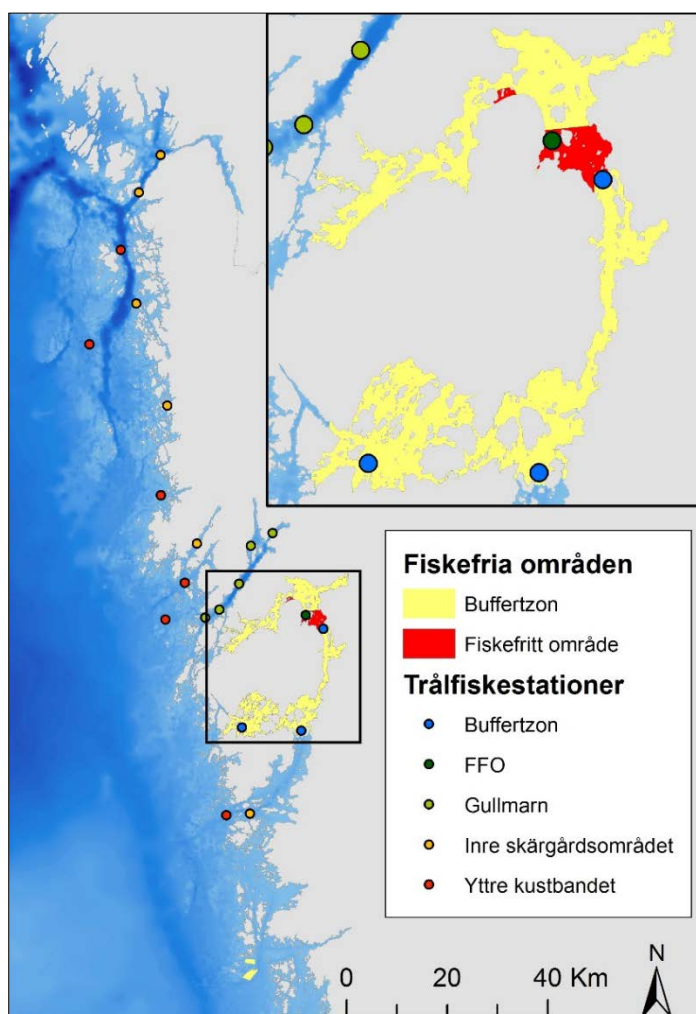 Fiskefria områden
Buffertzon
Fiskefritt område
Trålfiskestationer
Buffertzon
FFO
Gullmarn
Inre skärgårdsområdet
Yttre kustbandet
N
0 20 40 Km